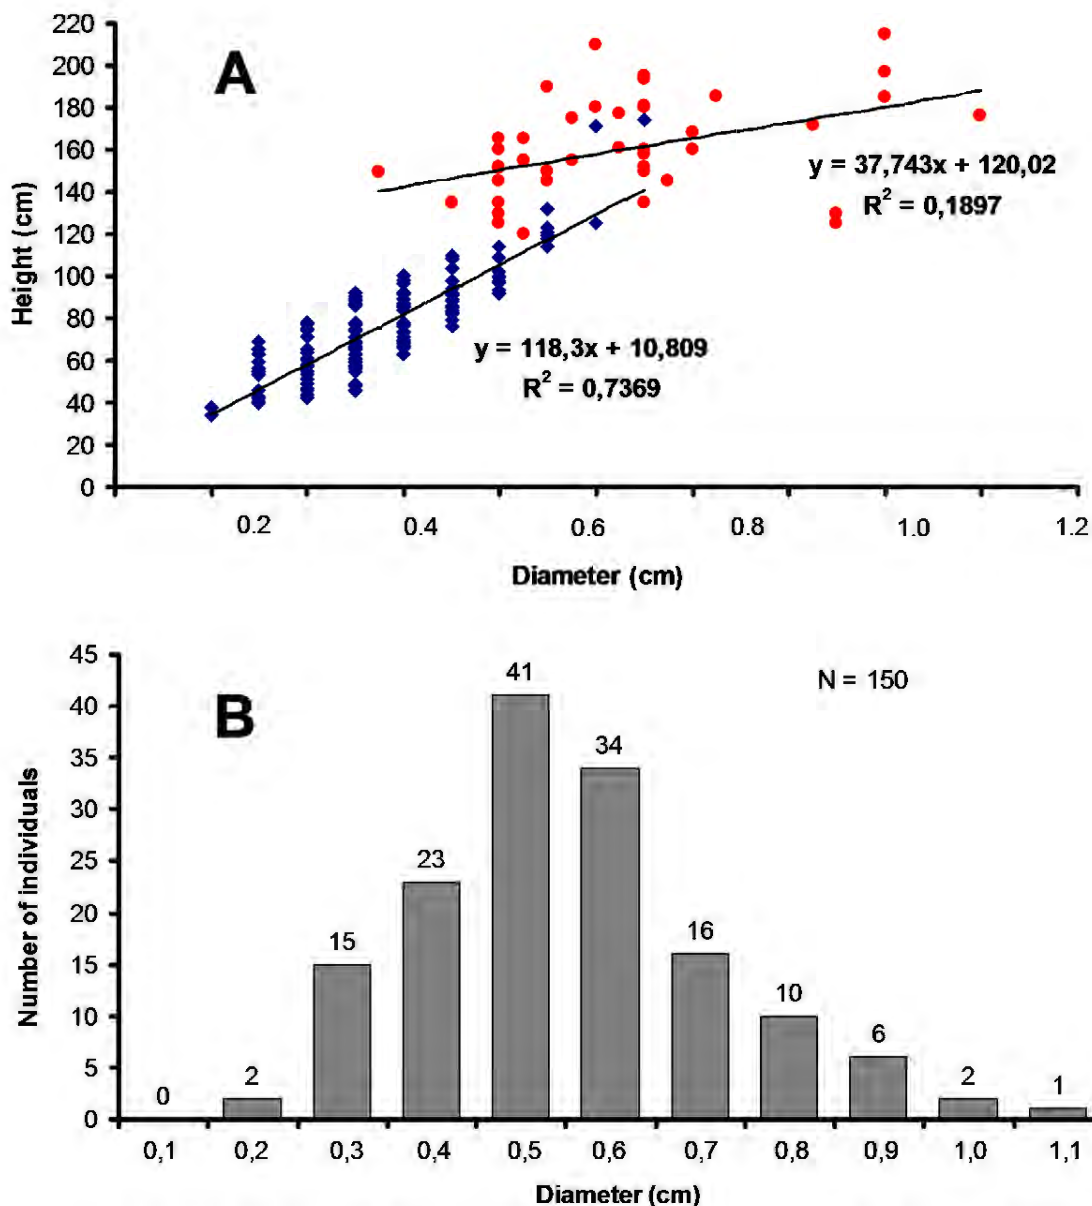 220
200
180
160
140
120
100
80
60
40
20
0
Height (cm)
A
y = 37,743x + 120,02
R² = 0,1897
y = 118,3x + 10,809
R² = 0,7369
0.2 0.4 0.6 0.8 1.0 1.2
Diameter (cm)
45
40
35
30
25
20
15
10
5
0
Number of individuals
B
N = 150
0 2 15 23 41 34 16 10 6 2 1
0,1 0,2 0,3 0,4 0,5 0,6 0,7 0,8 0,9 1,0 1,1
Diameter (cm)